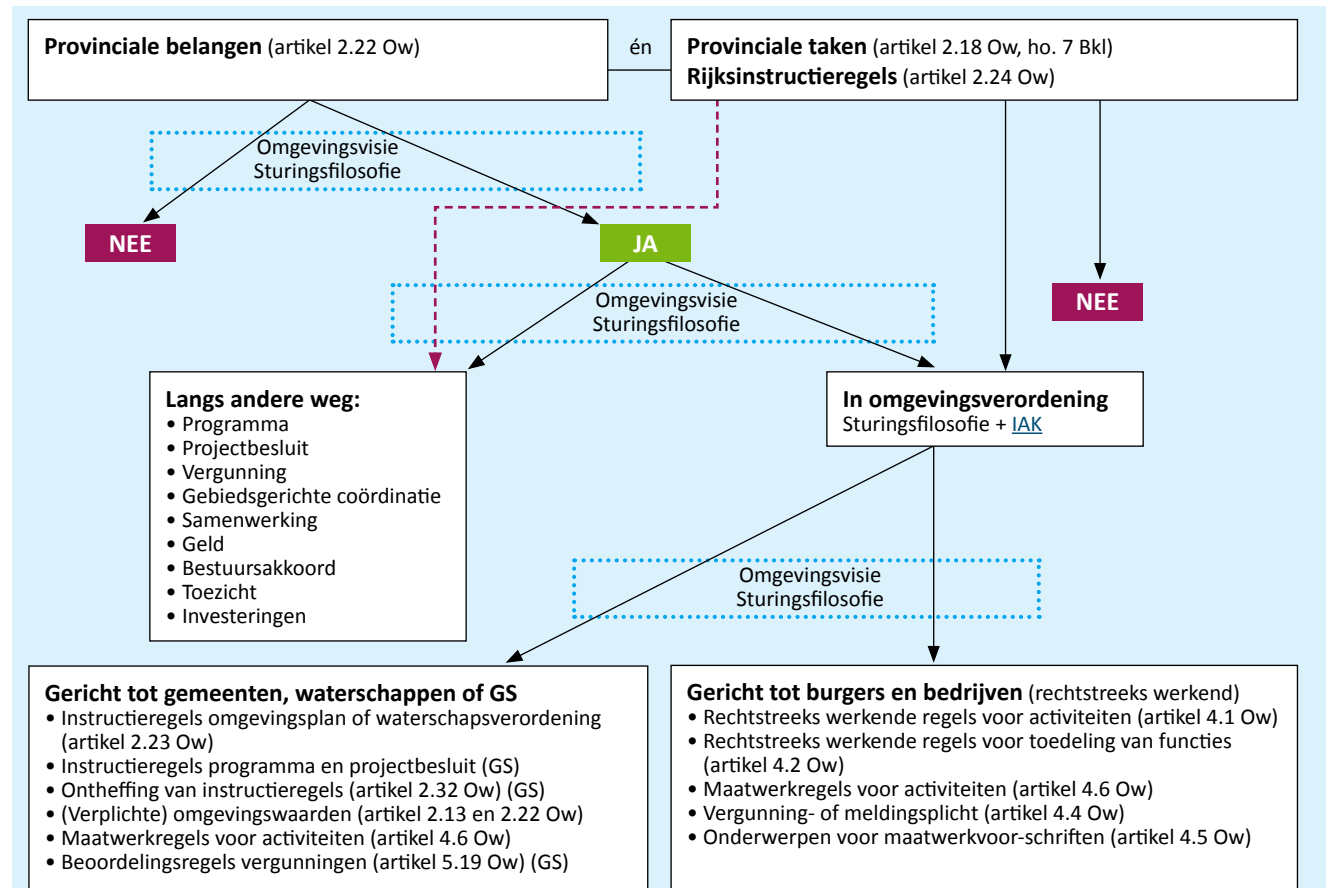 Provinciale belangen (artikel 2.22 Ow)
én
Provinciale taken (artikel 2.18 Ow, ho. 7 Bkl)
Rijksinstructieregels (artikel 2.24 Ow)
Omgevingsvisie
Sturingsfilosofie
NEE
JA
Omgevingsvisie
Sturingsfilosofie
NEE
Langs andere weg:
• Programma
• Projectbesluit
• Vergunning
• Gebiedsgerichte coördinatie
• Samenwerking
• Geld
• Bestuursakkoord
• Toezicht
• Investeringen
In omgevingsverordening
Sturingsfilosofie + IAK
Omgevingsvisie
Sturingsfilosofie
Gericht tot gemeenten, waterschappen of GS
• Instructieregels omgevingsplan of waterschapsverordening
(artikel 2.23 Ow)
• Instructieregels programma en projectbesluit (GS)
• Ontheffing van instructieregels (artikel 2.32 Ow) (GS)
• (Verplichte) omgevingswaarden (artikel 2.13 en 2.22 Ow)
• Maatwerkregels voor activiteiten (artikel 4.6 Ow)
• Beoordelingsregels vergunningen (artikel 5.19 Ow) (GS)
Gericht tot burgers en bedrijven (rechtstreeks werkend)
• Rechtstreeks werkende regels voor activiteiten (artikel 4.1 Ow)
• Rechtstreeks werkende regels voor toedeling van functies
(artikel 4.2 Ow)
• Maatwerkregels voor activiteiten (artikel 4.6 Ow)
• Vergunning- of meldingsplicht (artikel 4.4 Ow)
• Onderwerpen voor maatwerkvoor-schriften (artikel 4.5 Ow)